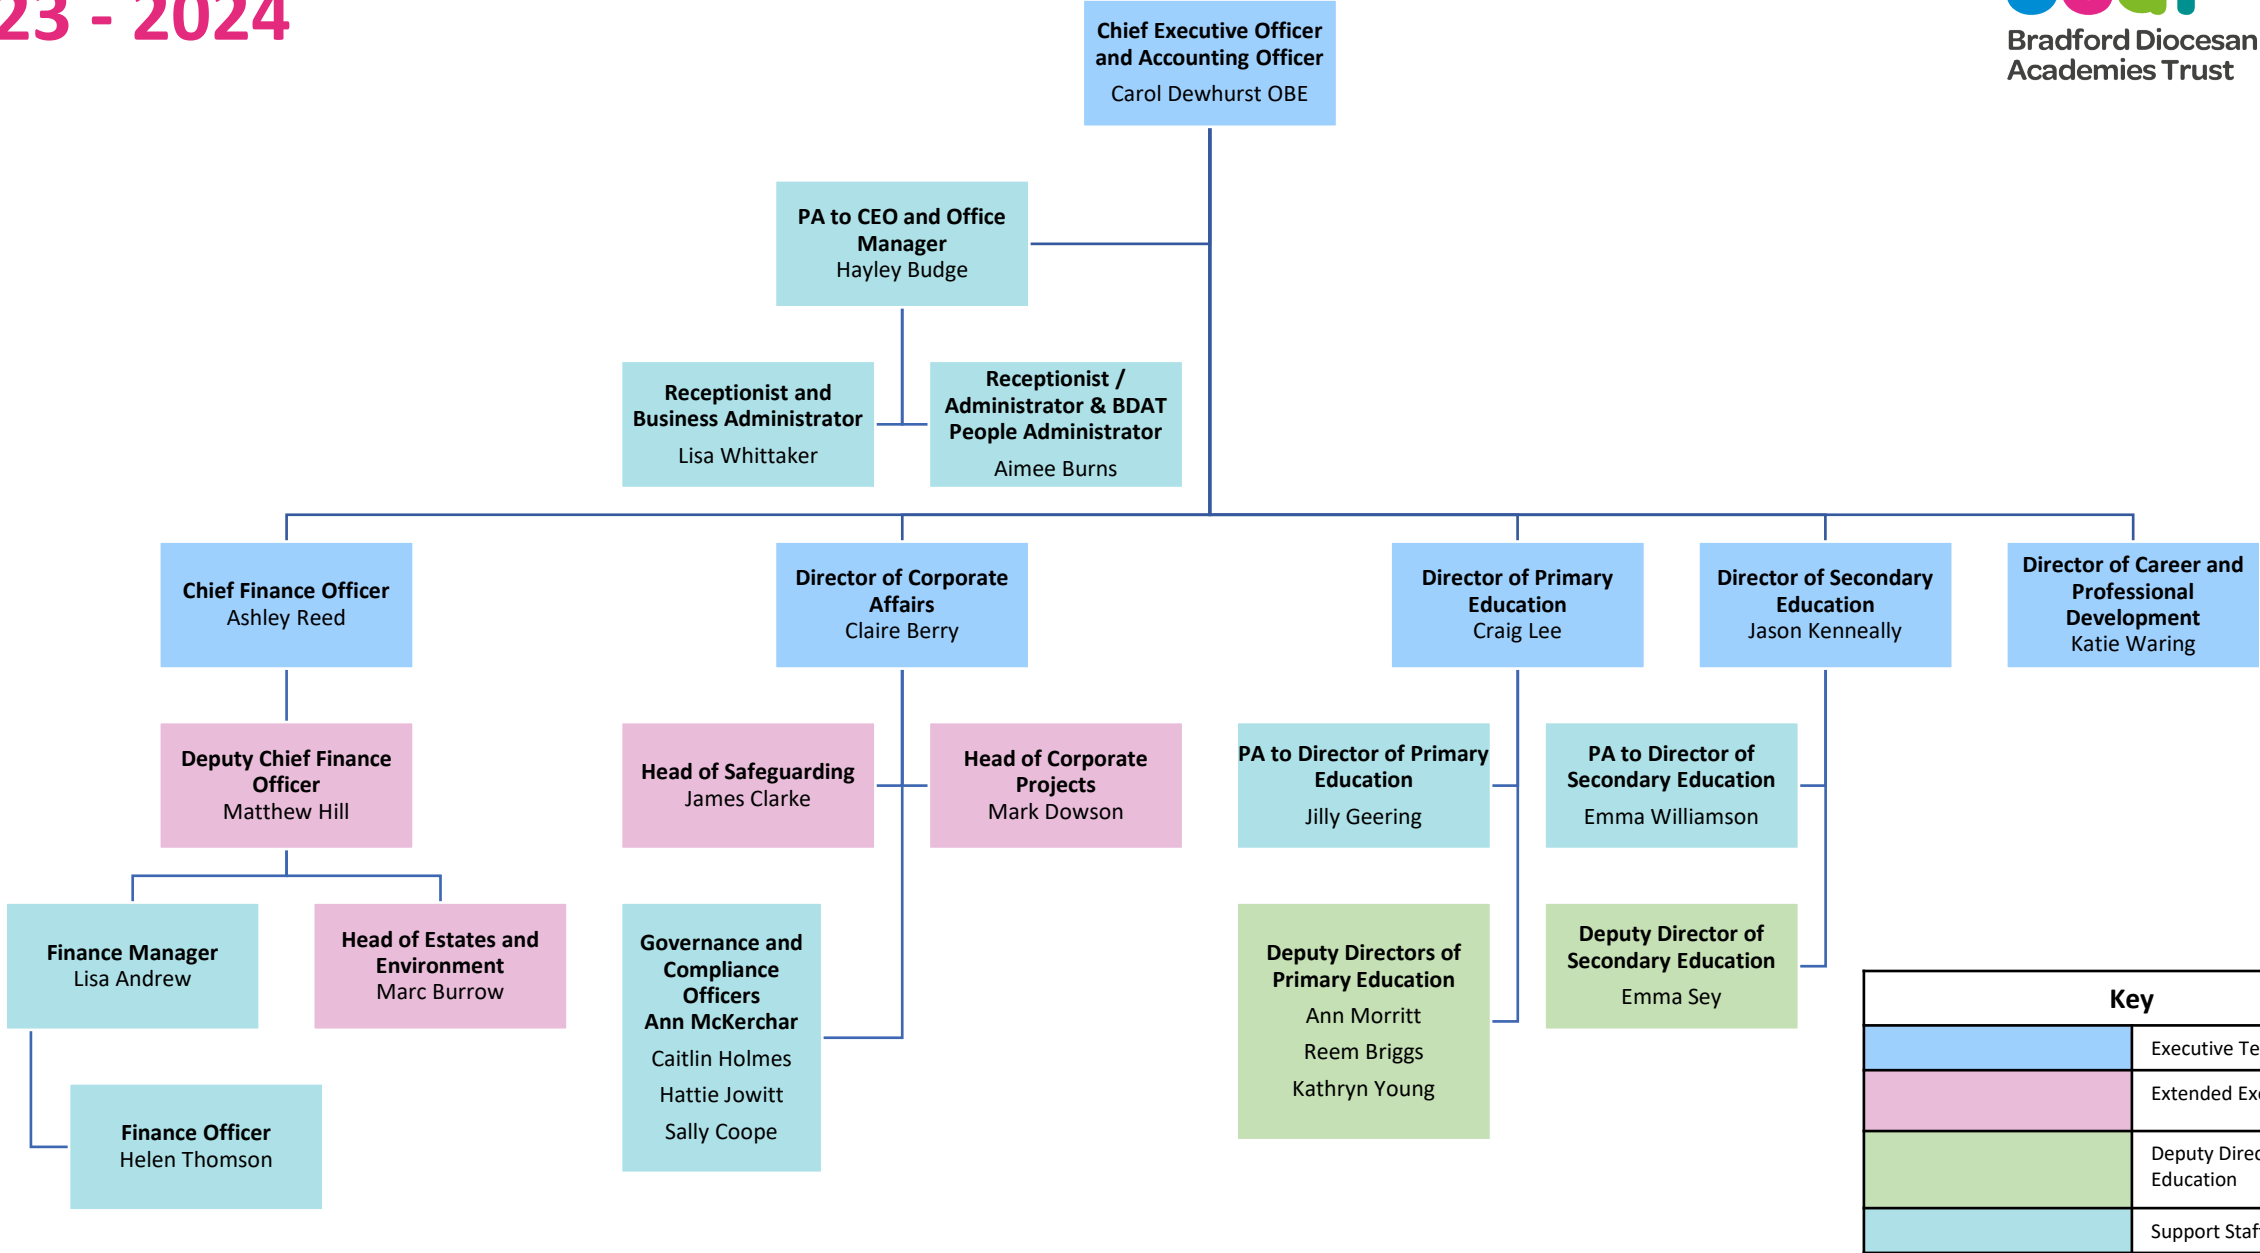 23 - 2024
Bradford Diocesan
Academies Trust
Chief Executive Officer
and Accounting Officer
Carol Dewhurst OBE
PA to CEO and Office
Manager
Hayley Budge
Receptionist and
Business Administrator
Lisa Whittaker
Receptionist /
Administrator & BDAT
People Administrator
Aimee Burns
Chief Finance Officer
Ashley Reed
Director of Corporate
Affairs
Claire Berry
Director of Primary
Education
Craig Lee
Director of Secondary
Education
Jason Kenneally
Director of Career and
Professional
Development
Katie Waring
Deputy Chief Finance
Officer
Matthew Hill
Head of Safeguarding
James Clarke
Head of Corporate
Projects
Mark Dowson
PA to Director of Primary
Education
Jilly Geering
PA to Director of
Secondary Education
Emma Williamson
Finance Manager
Lisa Andrew
Head of Estates and
Environment
Marc Burrow
Governance and
Compliance
Officers
Ann McKerchar
Caitlin Holmes
Hattie Jowitt
Sally Coope
Deputy Directors of
Primary Education
Ann Morritt
Reem Briggs
Kathryn Young
Deputy Director of
Secondary Education
Emma Sey
Finance Officer
Helen Thomson
Key
Executive Te
Extended Ex
Deputy Direc
Education
Support Staf